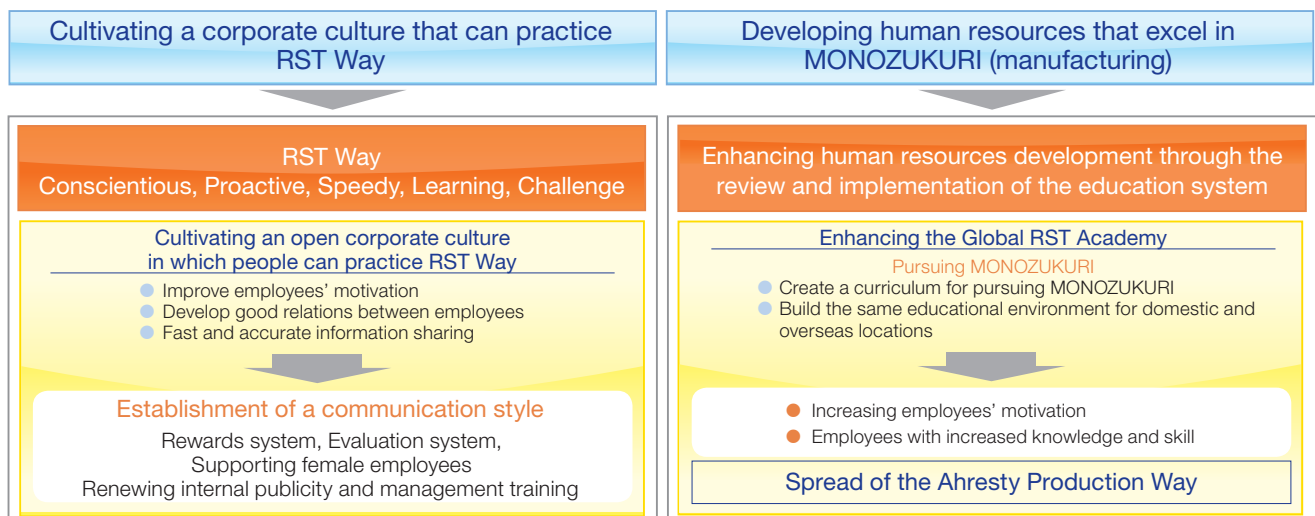 Cultivating a corporate culture that can practice
RST Way
RST Way
Conscientious, Proactive, Speedy, Learning, Challenge
Cultivating an open corporate culture
in which people can practice RST Way
Improve employees’ motivation
Develop good relations between employees
Fast and accurate information sharing
Establishment of a communication style
Rewards system, Evaluation system,
Supporting female employees
Renewing internal publicity and management training
Developing human resources that excel in
MONOZUKURI (manufacturing)
Enhancing human resources development through the
review and implementation of the education system
Enhancing the Global RST Academy
Pursuing MONOZUKURI
Create a curriculum for pursuing MONOZUKURI
Build the same educational environment for domestic and
overseas locations
Increasing employees’ motivation
Employees with increased knowledge and skill
Spread of the Ahresty Production Way